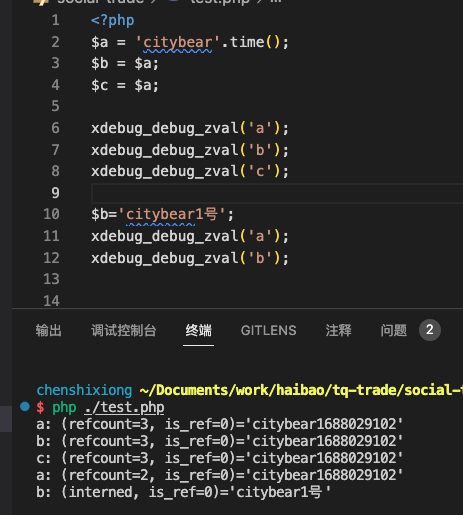 social-trade > test.php > ...
1 <?php
2 $a = 'citybear'.time();
3 $b = $a;
4 $c = $a;
5
6 xdebug_debug_zval('a');
7 xdebug_debug_zval('b');
8 xdebug_debug_zval('c');
9
10 $b='citybear1号';
11 xdebug_debug_zval('a');
12 xdebug_debug_zval('b');
13
14
输出 调试控制台 终端 GITLENS 注释 问题 2
chenshixiong ~/Documents/work/haibao/tq-trade/social-t
$ php ./test.php
a: (refcount=3, is_ref=0)='citybear1688029102'
b: (refcount=3, is_ref=0)='citybear1688029102'
c: (refcount=3, is_ref=0)='citybear1688029102'
a: (refcount=2, is_ref=0)='citybear1688029102'
b: (interned, is_ref=0)='citybear1号'